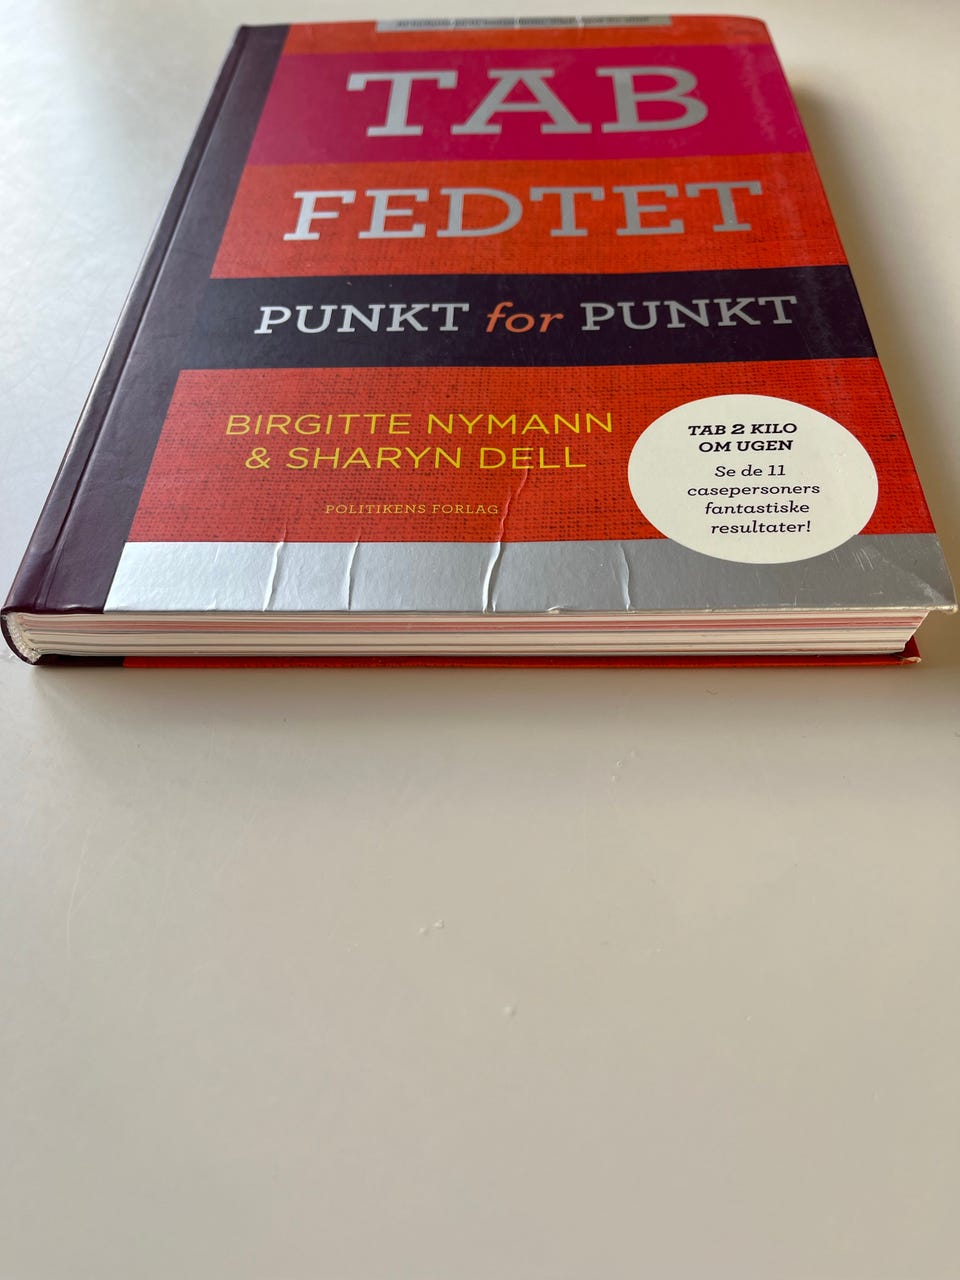 TAB
FEDTET
PUNKT for PUNKT
BIRGITTE NYMANN
& SHARYN DELL
POLITIKENS FORLAG
TAB 2 KILO
OM UGEN
Se de 11
casepersoners
fantastiske
resultater!